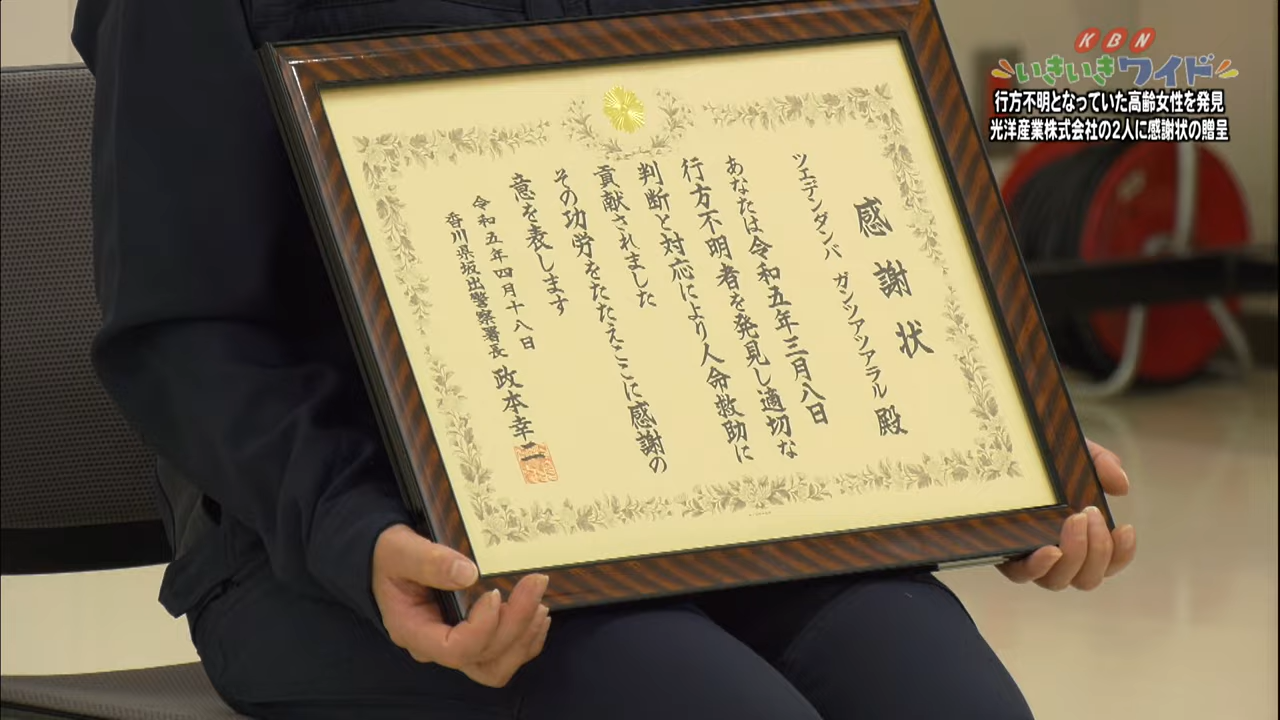 KBN
いきいきワイド
行方不明となっていた高齢女性を発見
光洋産業株式会社の2人に感謝状の贈呈
感謝状
ツェデンダンバ ガンツアツアラル 殿
あなたは令和五年三月八日
行方不明者を発見し適切な
判断と対応により人命救助に
貢献されました
その功労をたたえここに感謝の
意を表します
令和五年四月十八日
香川県坂出警察署長 政本幸二